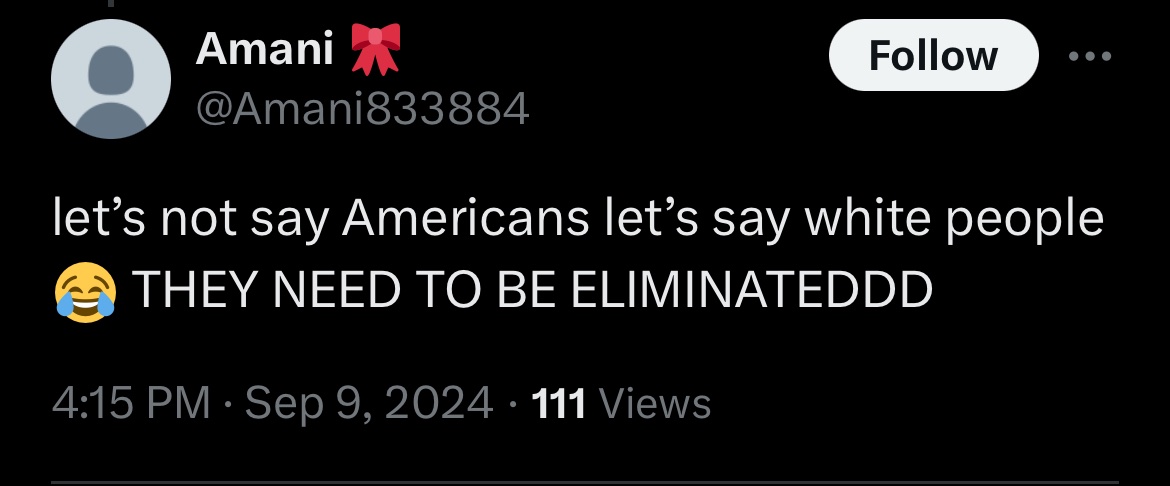 Amani 🎀
Follow
@Amani833884
let’s not say Americans let’s say white people
😂 THEY NEED TO BE ELIMINATEDDD
4:15 PM · Sep 9, 2024 · 111 Views